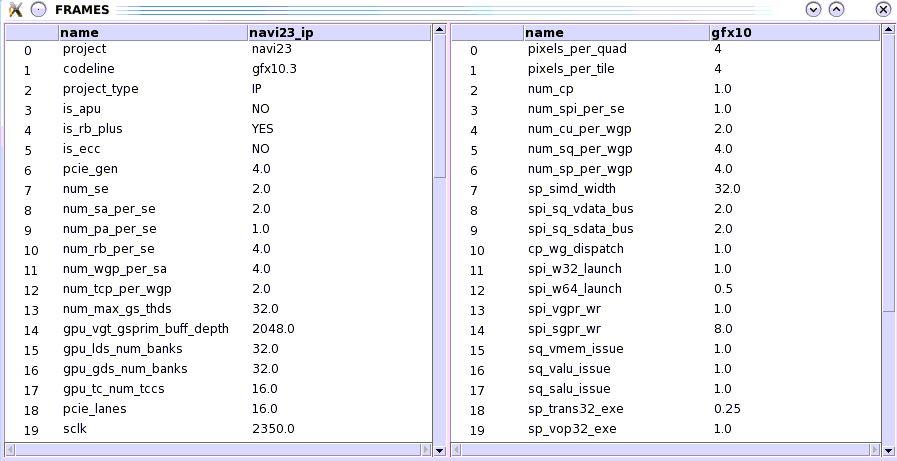 FRAMES
name navi23_ip
0 project navi23
1 codeline gfx10.3
2 project_type IP
3 is_apu NO
4 is_rb_plus YES
5 is_ecc NO
6 pcie_gen 4.0
7 num_se 2.0
8 num_sa_per_se 2.0
9 num_pa_per_se 1.0
10 num_rb_per_se 4.0
11 num_wgp_per_sa 4.0
12 num_tcp_per_wgp 2.0
13 num_max_gs_thds 32.0
14 gpu_vgt_gsprim_buff_depth 2048.0
15 gpu_lds_num_banks 32.0
16 gpu_gds_num_banks 32.0
17 gpu_tc_num_tccs 16.0
18 pcie_lanes 16.0
19 sclk 2350.0
name gfx10
0 pixels_per_quad 4
1 pixels_per_tile 4
2 num_cp 1.0
3 num_spi_per_se 1.0
4 num_cu_per_wgp 2.0
5 num_sq_per_wgp 4.0
6 num_sp_per_wgp 4.0
7 sp_simd_width 32.0
8 spi_sq_vdata_bus 2.0
9 spi_sq_sdata_bus 2.0
10 cp_wg_dispatch 1.0
11 spi_w32_launch 1.0
12 spi_w64_launch 0.5
13 spi_vgpr_wr 1.0
14 spi_sgpr_wr 8.0
15 sq_vmem_issue 1.0
16 sq_valu_issue 1.0
17 sq_salu_issue 1.0
18 sp_trans32_exe 0.25
19 sp_vop32_exe 1.0